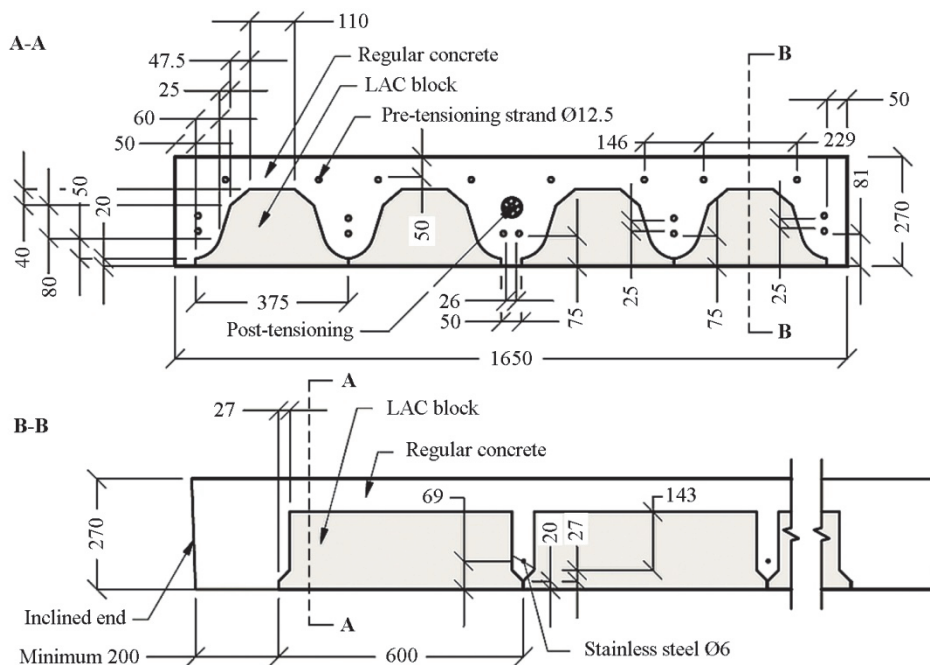 110
A-A
Regular concrete
B
47.5
LAC block
25
50
Pre-tensioning strand Ø12.5
60
146
229
50
50
20
81
270
50
40
80
75
25
75
25
375
26
Post-tensioning
50
B
1650
A
B-B
27
LAC block
Regular concrete
69
143
270
20
27
Inclined end
A
Stainless steel Ø6
Minimum 200
600